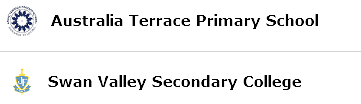 Australia Terrace Primary School
Swan Valley Secondary College